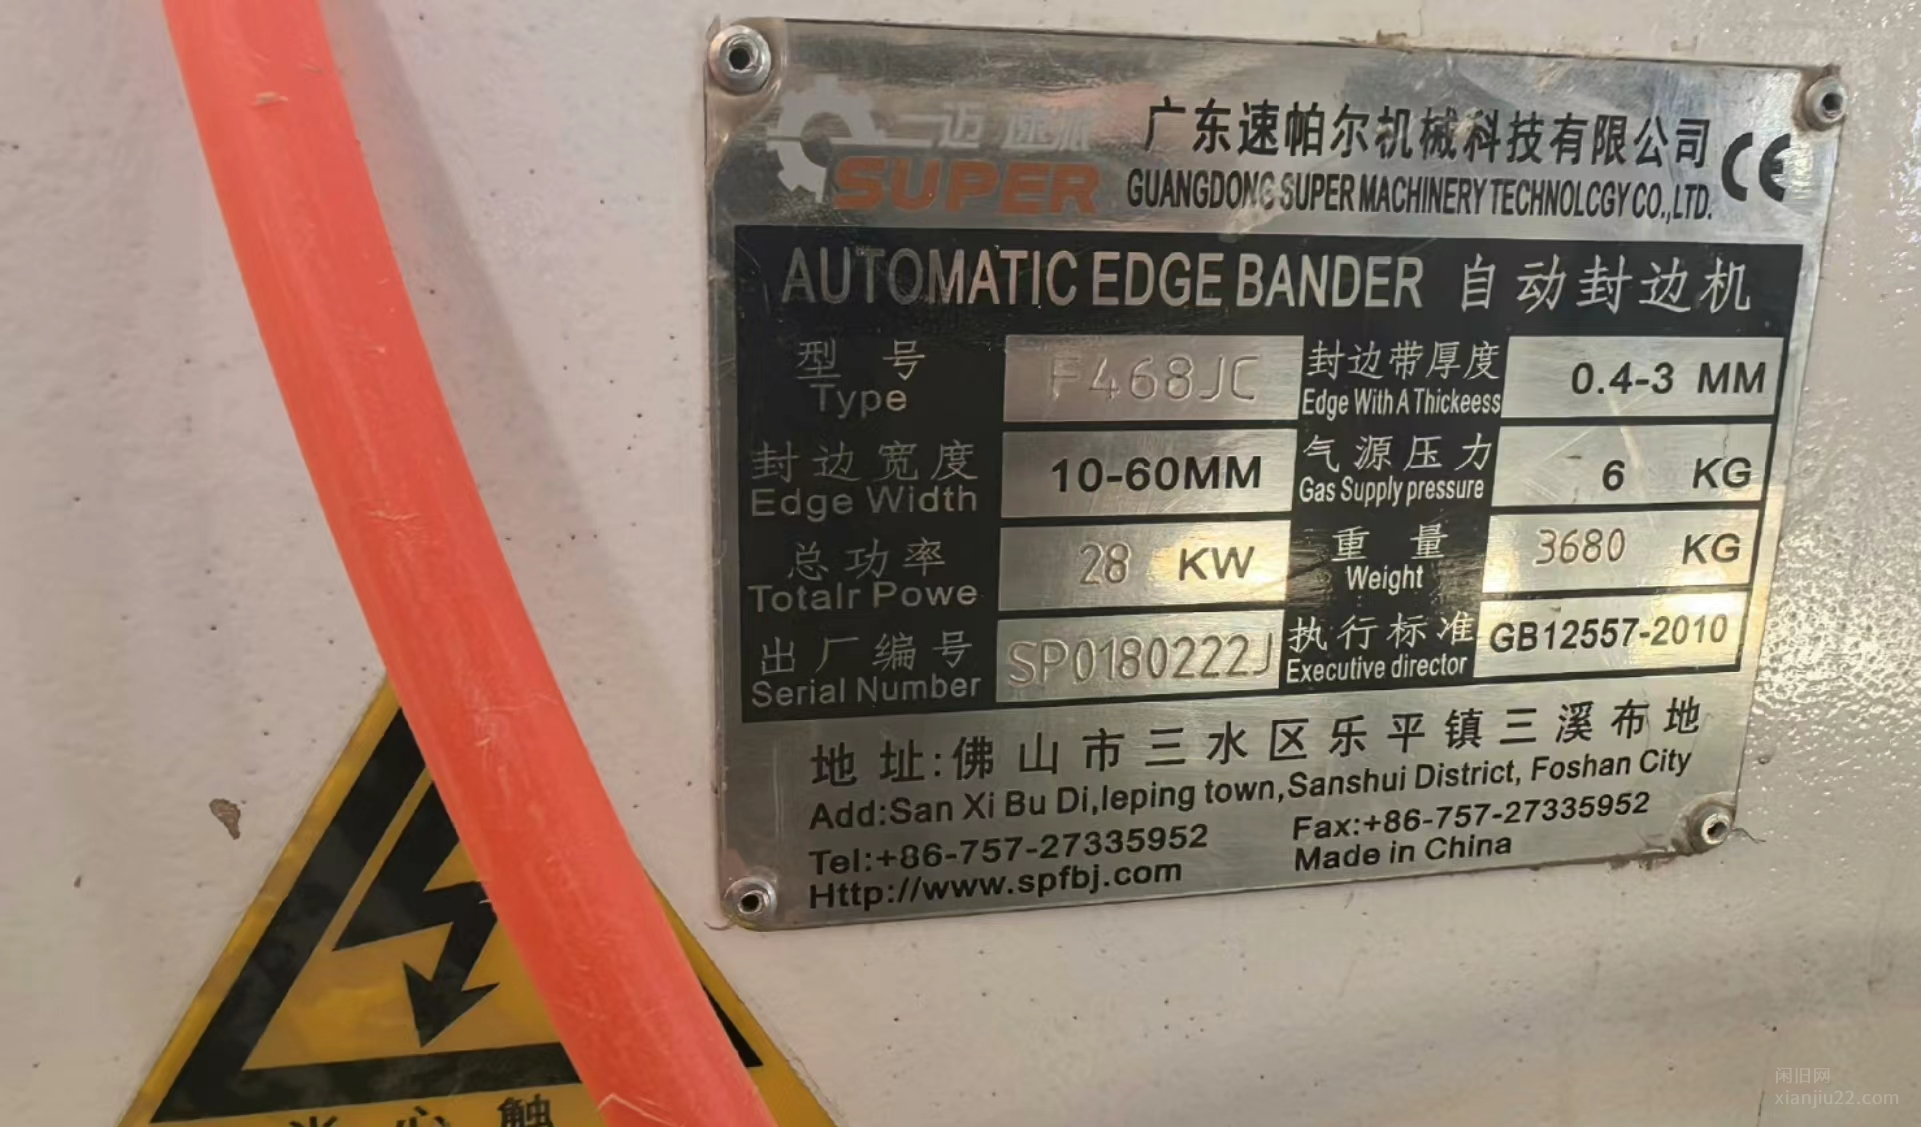 一迈 速派
SUPER
广东速帕尔机械科技有限公司
GUANGDONG SUPER MACHINERY TECHNOLCGY CO.,LTD.
CE
AUTOMATIC EDGE BANDER 自动封边机
型号 F468JC 封边带厚度 0.4-3 MM
Type Edge With A Thickeess
封边宽度 10-60MM 气源压力 6 KG
Edge Width Gas Supply pressure
总功率 28 KW 重量 3680 KG
Totalr Powe Weight
出厂编号 SP0180222J 执行标准 GB12557-2010
Serial Number Executive director
地址:佛山市三水区乐平镇三溪布地
Add:San Xi Bu Di,leping town,Sanshui District, Foshan City
Tel:+86-757-27335952 Fax:+86-757-27335952
Http://www.spfbj.com Made in China
心触
闲旧网
xianjiu22.com